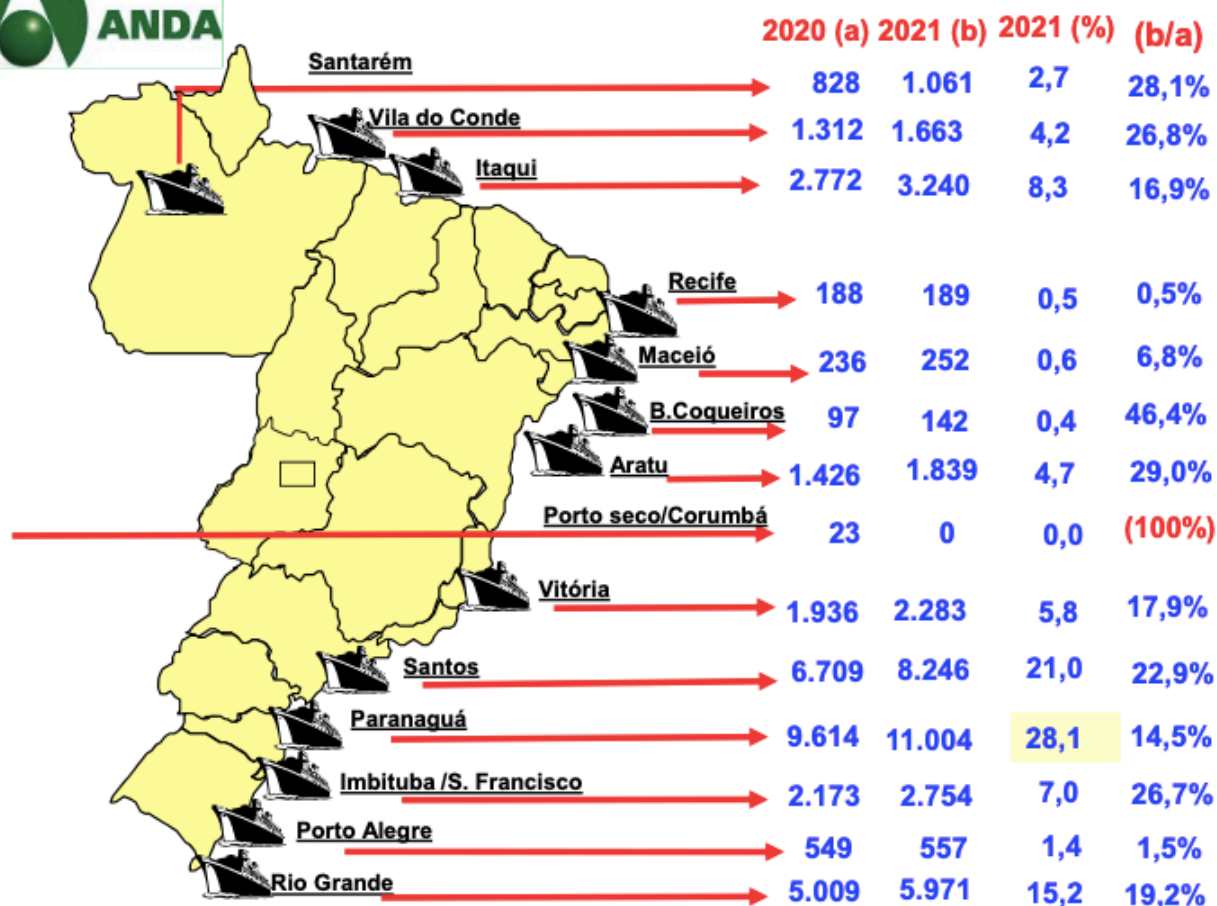 ANDA
2020 (a) 2021 (b) 2021 (%) (b/a)
Santarém 828 1.061 2,7 28,1%
Vila do Conde 1.312 1.663 4,2 26,8%
Itaqui 2.772 3.240 8,3 16,9%
Recife 188 189 0,5 0,5%
Maceió 236 252 0,6 6,8%
B.Coqueiros 97 142 0,4 46,4%
Aratu 1.426 1.839 4,7 29,0%
Porto seco/Corumbá 23 0 0,0 (100%)
Vitória 1.936 2.283 5,8 17,9%
Santos 6.709 8.246 21,0 22,9%
Paranaguá 9.614 11.004 28,1 14,5%
Imbituba /S. Francisco 2.173 2.754 7,0 26,7%
Porto Alegre 549 557 1,4 1,5%
Rio Grande 5.009 5.971 15,2 19,2%